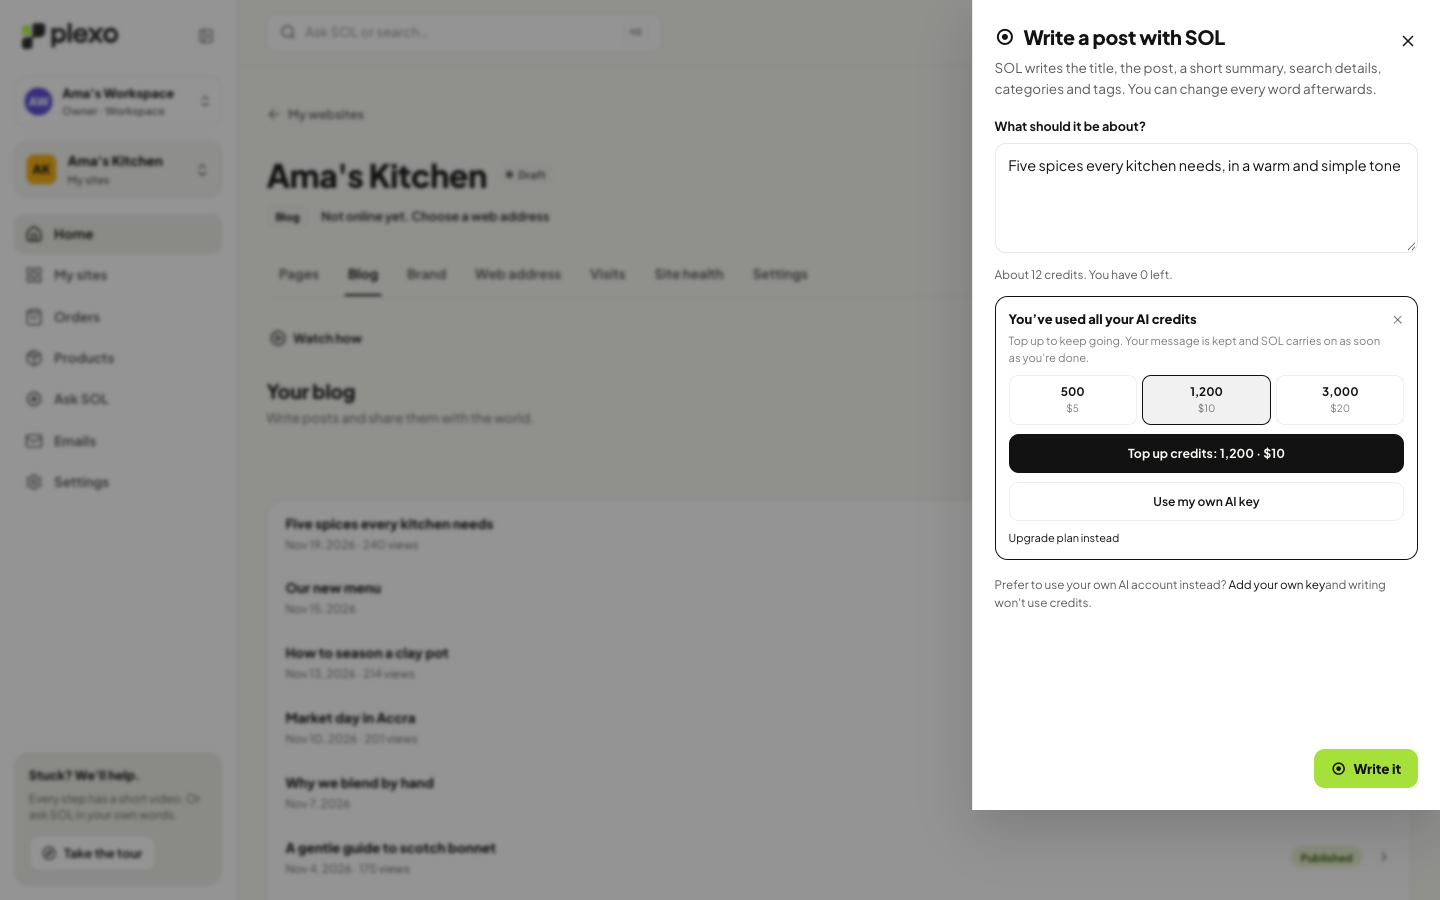 plexo
Ask SOL or search...
⌘K
AW
Ama's Workspace
Owner · Workspace
AK
Ama's Kitchen
My sites
Home
My sites
Orders
Products
Ask SOL
Emails
Settings
Stuck? We'll help.
Every step has a short video. Or
ask SOL in your own words.
Take the tour
My websites
Ama's Kitchen
Draft
Blog
Not online yet. Choose a web address
Pages
Blog
Brand
Web address
Visits
Site health
Settings
Watch how
Your blog
Write posts and share them with the world.
Five spices every kitchen needs
Nov 19, 2026 · 240 views
Our new menu
Nov 15, 2026
How to season a clay pot
Nov 13, 2026 · 214 views
Market day in Accra
Nov 10, 2026 · 201 views
Why we blend by hand
Nov 7, 2026
A gentle guide to scotch bonnet
Nov 4, 2026 · 175 views
Published
Write a post with SOL
SOL writes the title, the post, a short summary, search details,
categories and tags. You can change every word afterwards.
What should it be about?
Five spices every kitchen needs, in a warm and simple tone
About 12 credits. You have 0 left.
You've used all your AI credits
Top up to keep going. Your message is kept and SOL carries on as soon
as you're done.
500
$5
1,200
$10
3,000
$20
Top up credits: 1,200 · $10
Use my own AI key
Upgrade plan instead
Prefer to use your own AI account instead? Add your own keyand writing
won't use credits.
Write it